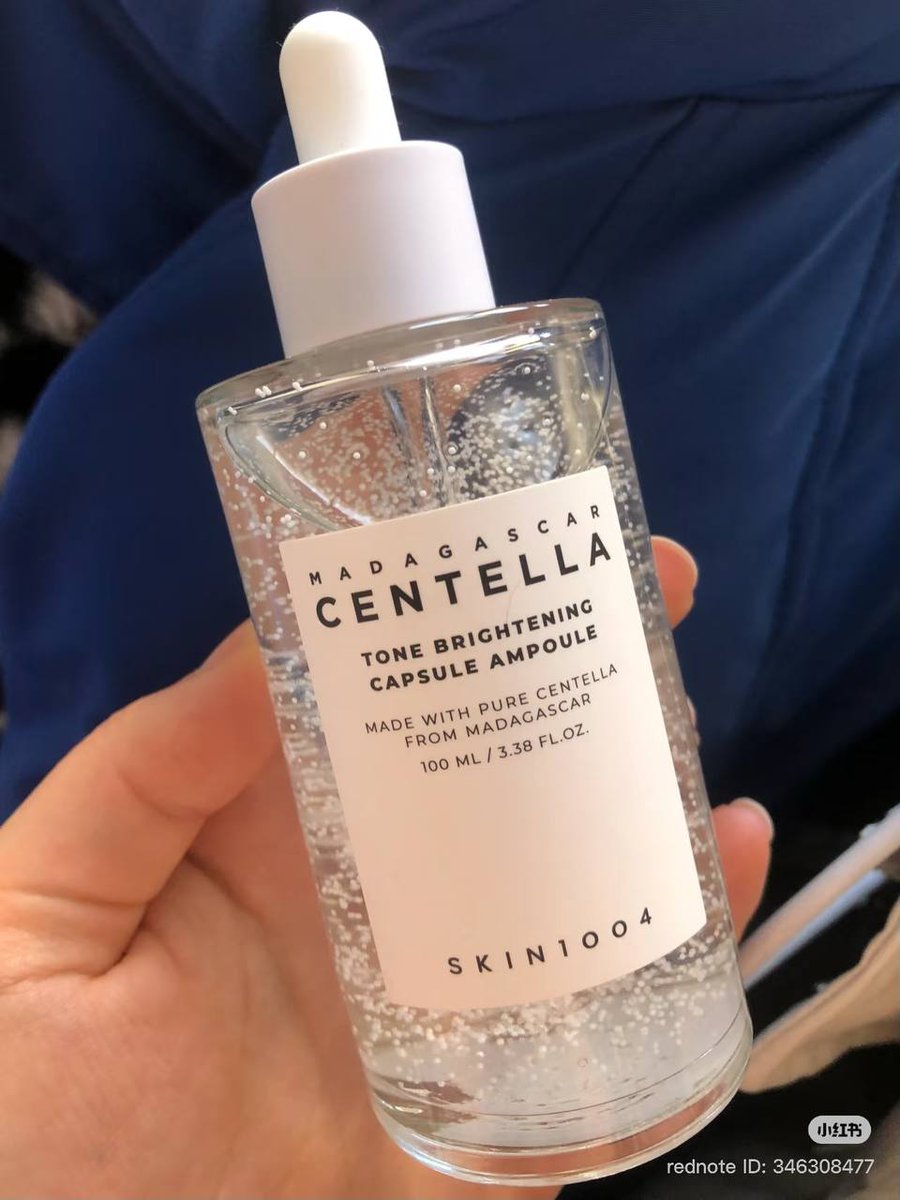 MADAGASCAR
CENTELLA
TONE BRIGHTENING
CAPSULE AMPOULE
MADE WITH PURE CENTELLA
FROM MADAGASCAR
100 ML / 3.38 FL.OZ.
SKIN1004
小红书
rednote ID: 346308477